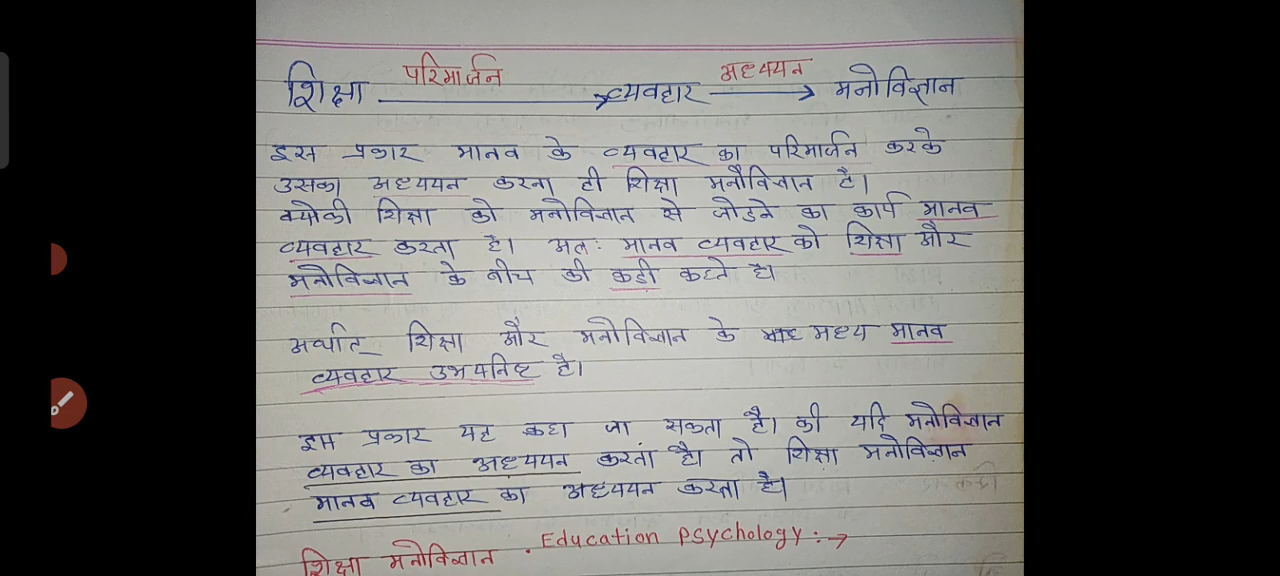 परिमार्जन अध्ययन
शिक्षा → व्यवहार → मनोविज्ञान
इस प्रकार मानव के व्यवहार का परिमार्जन करके
उसका अध्ययन करना ही शिक्षा मनोविज्ञान है।
क्योकी शिक्षा को मनोविज्ञान से जोडने का कार्य मानव
व्यवहार करता है। अतः मानव व्यवहार को शिक्षा और
मनोविज्ञान के बीच की कडी कहते है।
अर्थात शिक्षा और मनोविज्ञान के मध्य मानव
व्यवहार उभयनिष्ट है।
इस प्रकार यह कहा जा सकता है। की यदि मनोविज्ञान
व्यवहार का अध्ययन करता है। तो शिक्षा मनोविज्ञान
मानव व्यवहार का अध्ययन करता है।
शिक्षा मनोविज्ञान . Education Psychology :→